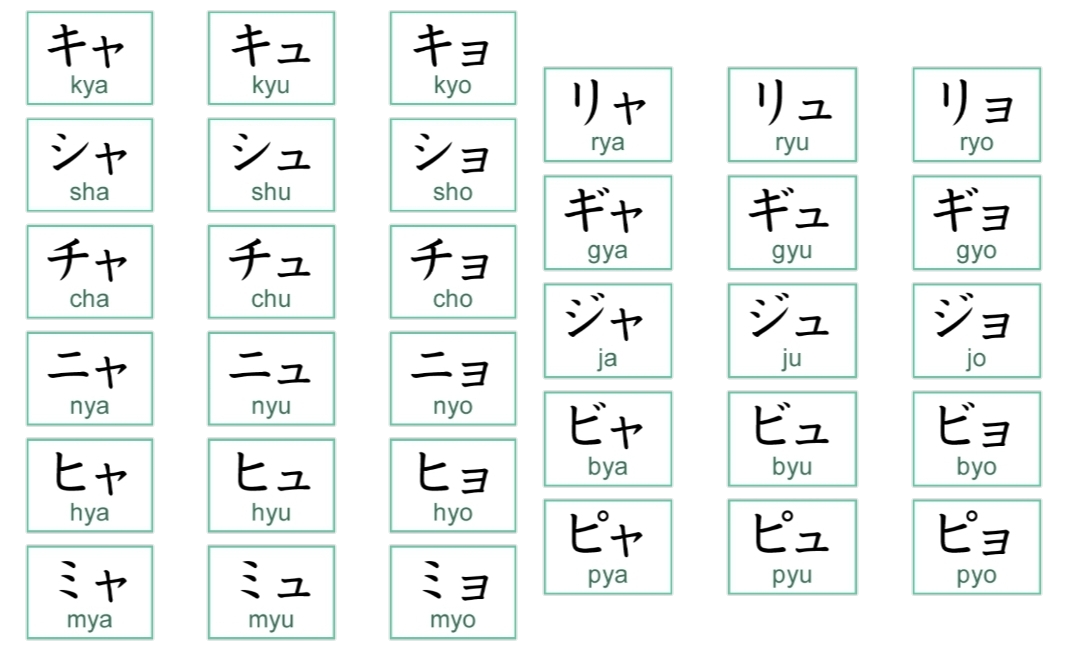 キャ キュ キョ
kya kyu kyo
シャ シュ ショ
sha shu sho
チャ チュ チョ
cha chu cho
ニャ ニュ ニョ
nya nyu nyo
ヒャ ヒュ ヒョ
hya hyu hyo
ミャ ミュ ミョ
mya myu myo
リャ リュ リョ
rya ryu ryo
ギャ ギュ ギョ
gya gyu gyo
ジャ ジュ ジョ
ja ju jo
ビャ ビュ ビョ
bya byu byo
ピャ ピュ ピョ
pya pyu pyo